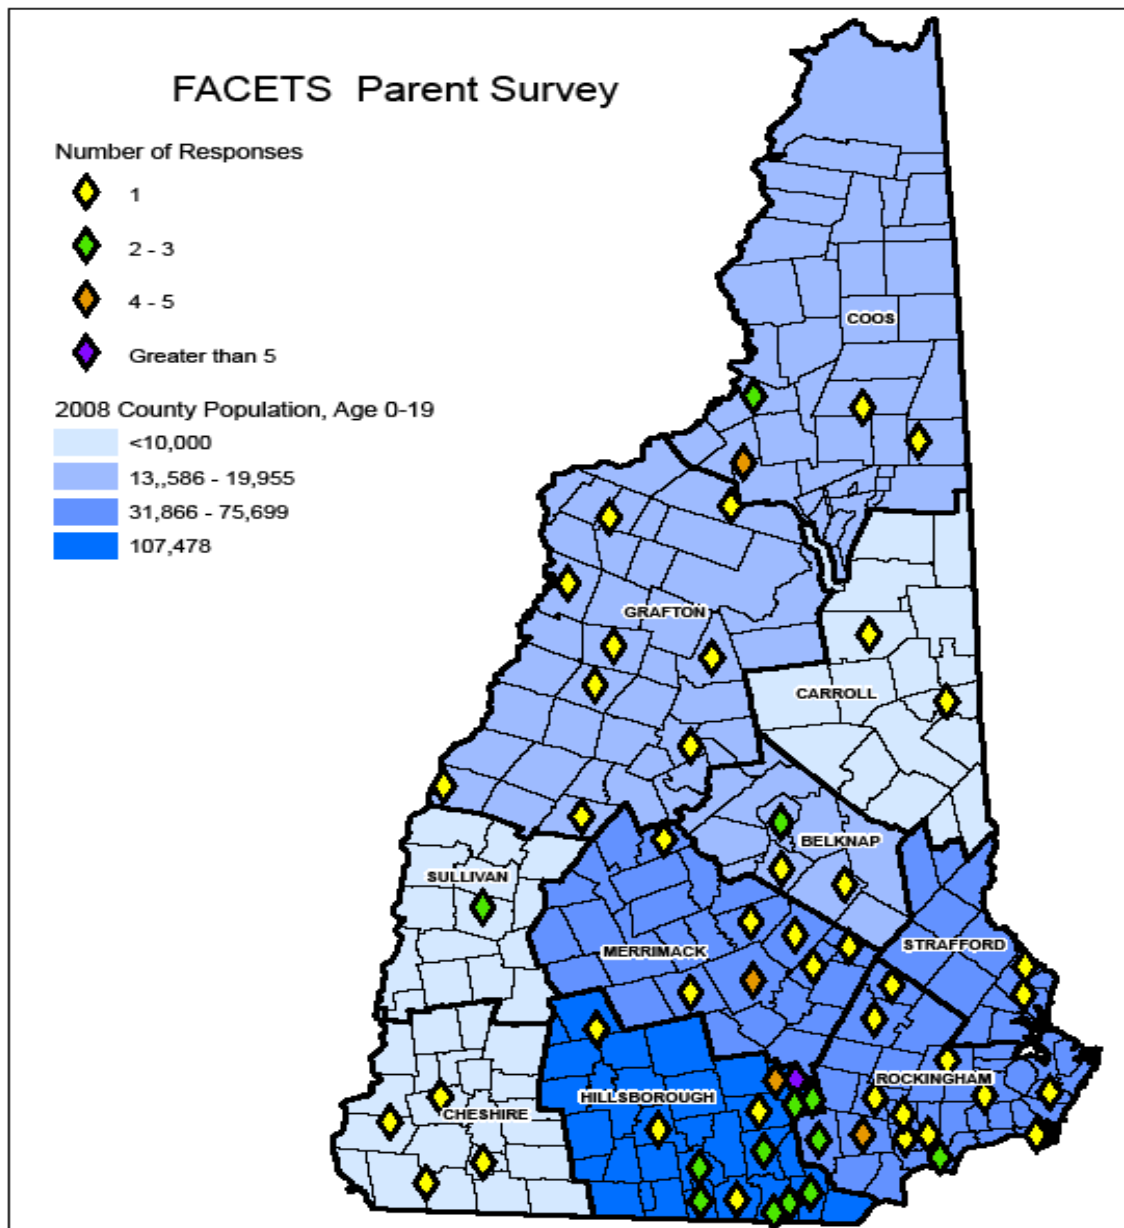 FACETS  Parent Survey
Number of Responses
1
2 - 3
4 - 5
Greater than 5
2008 County Population, Age 0-19
<10,000
13,,586 - 19,955
31,866 - 75,699
107,478
COOS
GRAFTON
CARROLL
BELKNAP
SULLIVAN
STRAFFORD
MERRIMACK
ROCKINGHAM
HILLSBOROUGH
CHESHIRE